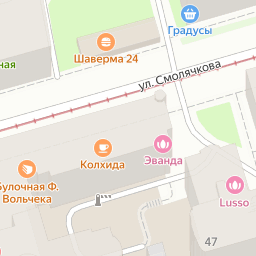 Градусы
Шаверма 24
ная
ул. Смолячкова
Колхида
Эванда
Булочная Ф.
Вольчека
Lusso
47